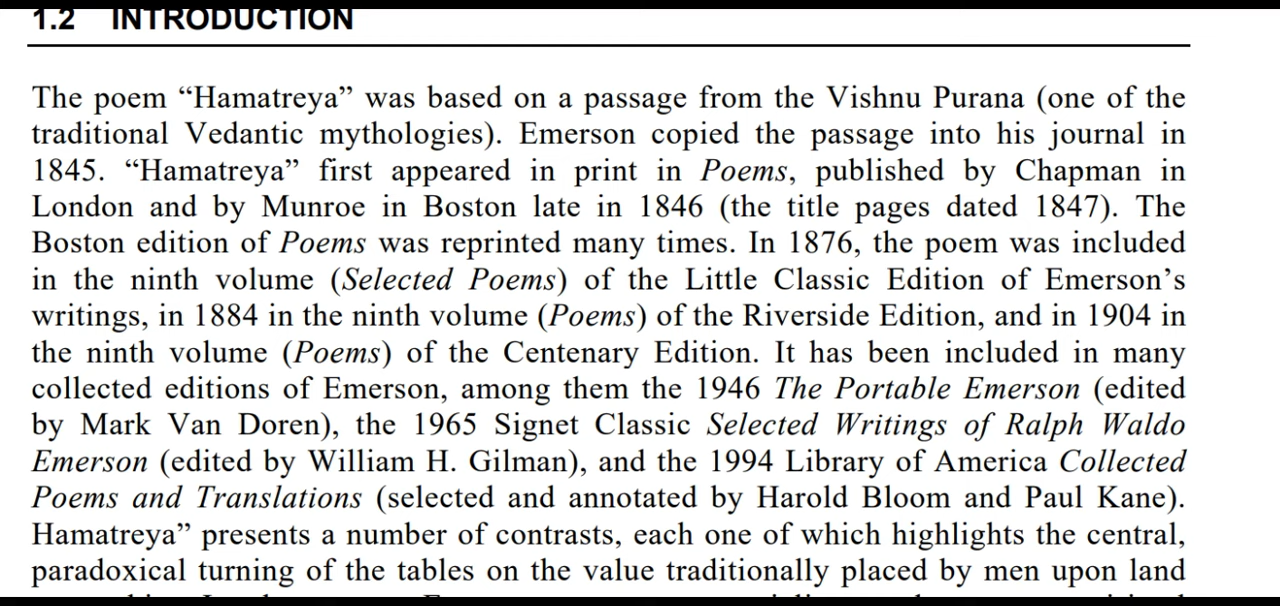 1.2 INTRODUCTION
The poem “Hamatreya” was based on a passage from the Vishnu Purana (one of the
traditional Vedantic mythologies). Emerson copied the passage into his journal in
1845. “Hamatreya” first appeared in print in Poems, published by Chapman in
London and by Munroe in Boston late in 1846 (the title pages dated 1847). The
Boston edition of Poems was reprinted many times. In 1876, the poem was included
in the ninth volume (Selected Poems) of the Little Classic Edition of Emerson’s
writings, in 1884 in the ninth volume (Poems) of the Riverside Edition, and in 1904 in
the ninth volume (Poems) of the Centenary Edition. It has been included in many
collected editions of Emerson, among them the 1946 The Portable Emerson (edited
by Mark Van Doren), the 1965 Signet Classic Selected Writings of Ralph Waldo
Emerson (edited by William H. Gilman), and the 1994 Library of America Collected
Poems and Translations (selected and annotated by Harold Bloom and Paul Kane).
Hamatreya” presents a number of contrasts, each one of which highlights the central,
paradoxical turning of the tables on the value traditionally placed by men upon land